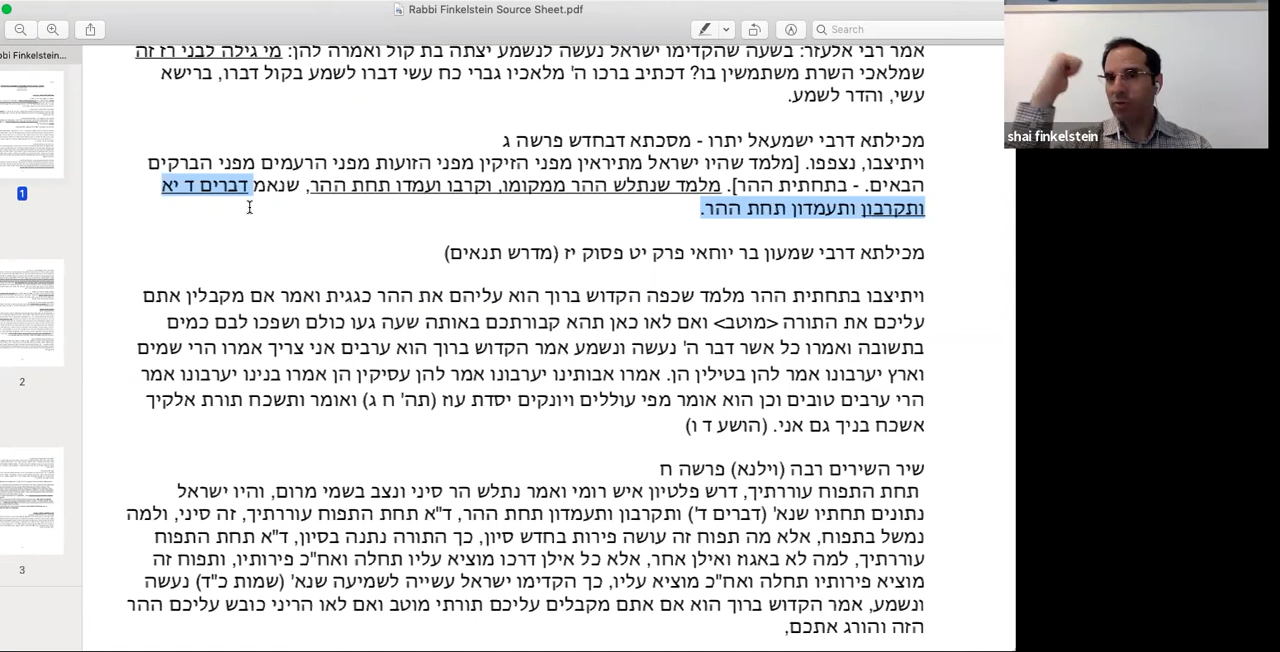 Rabbi Finkelstein Source Sheet.pdf
Search
bi Finkelstein...
shai finkelstein
1
2
3
אמר רבי אלעזר: בשעה שהקדימו ישראל נעשה לנשמע יצתה בת קול ואמרה להן: מי גילה לבני רז זה
שמלאכי השרת משתמשין בו? דכתיב ברכו ה' מלאכיו גברי כח עשי דברו לשמע בקול דברו, ברישא
עשי, והדר לשמע.
מכילתא דרבי ישמעאל יתרו - מסכתא דבחדש פרשה ג
ויתיצבו, נצפפו. [מלמד שהיו ישראל מתיראין מפני הזיקין מפני הזועות מפני הרעמים מפני הברקים
הבאים. - בתחתית ההר]. מלמד שנתלש ההר ממקומו, וקרבו ועמדו תחת ההר, שנאמ דברים ד יא
ותקרבון ותעמדון תחת ההר.
מכילתא דרבי שמעון בר יוחאי פרק יט פסוק יז (מדרש תנאים)
ויתיצבו בתחתית ההר מלמד שכפה הקדוש ברוך הוא עליהם את ההר כגגית ואמר אם מקבלין אתם
עליכם את התורה <מוטב> ואם לאו כאן תהא קבורתכם באותה שעה געו כולם ושפכו לבם כמים
בתשובה ואמרו כל אשר דבר ה' נעשה ונשמע אמר הקדוש ברוך הוא ערבים אני צריך אמרו הרי שמים
וארץ יערבונו אמר להן בטילין הן. אמרו אבותינו יערבונו אמר להן עסיקין הן אמרו בנינו יערבונו אמר
הרי ערבים טובים וכן הוא אומר מפי עוללים ויונקים יסדת עוז (תה' ח ג) ואומר ותשכח תורת אלקיך
אשכח בניך גם אני. (הושע ד ו)
שיר השירים רבה (וילנא) פרשה ח
תחת התפוח עוררתיך, דרש פלטיון איש רומי ואמר נתלש הר סיני ונצב בשמי מרום, והיו ישראל
נתונים תחתיו שנא' (דברים ד') ותקרבון ותעמדון תחת ההר, ד"א תחת התפוח עוררתיך, זה סיני, ולמה
נמשל בתפוח, אלא מה תפוח זה עושה פירות בחדש סיון, כך התורה נתנה בסיון, ד"א תחת התפוח
עוררתיך, למה לא באגוז ואילן אחר, אלא כל אילן דרכו מוציא עליו תחלה ואח"כ פירותיו, ותפוח זה
מוציא פירותיו תחלה ואח"כ מוציא עליו, כך הקדימו ישראל עשייה לשמיעה שנא' (שמות כ"ד) נעשה
ונשמע, אמר הקדוש ברוך הוא אם אתם מקבלים עליכם תורתי מוטב ואם לאו הריני כובש עליכם ההר
הזה והורג אתכם,